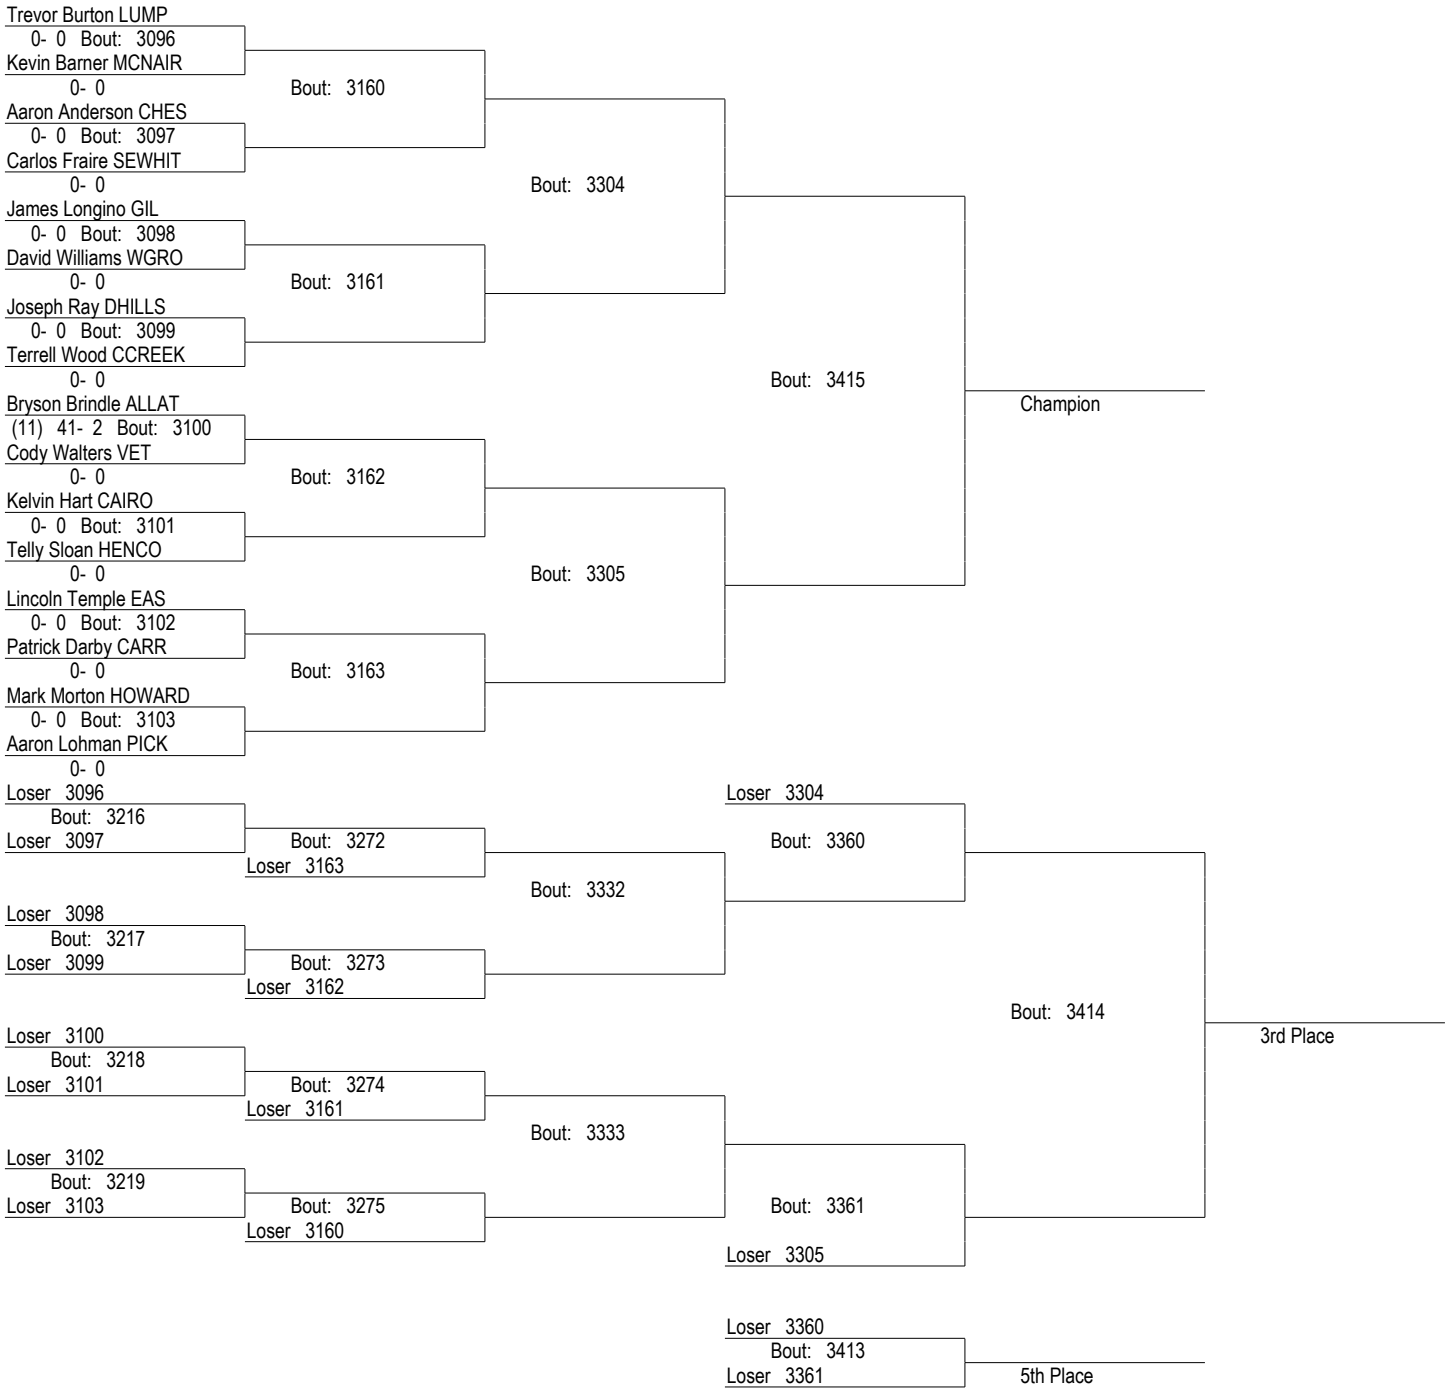 Trevor Burton LUMP
0- 0 Bout: 3096
Kevin Barner MCNAIR
0- 0 Bout: 3160
Aaron Anderson CHES
0- 0 Bout: 3097
Carlos Fraire SEWHIT
0- 0 Bout: 3304
James Longino GIL
0- 0 Bout: 3098
David Williams WGRO
0- 0 Bout: 3161
Joseph Ray DHILLS
0- 0 Bout: 3099
Terrell Wood CCREEK
0- 0 Bout: 3415
Bryson Brindle ALLAT Champion
(11) 41- 2 Bout: 3100
Cody Walters VET
0- 0 Bout: 3162
Kelvin Hart CAIRO
0- 0 Bout: 3101
Telly Sloan HENCO
0- 0 Bout: 3305
Lincoln Temple EAS
0- 0 Bout: 3102
Patrick Darby CARR
0- 0 Bout: 3163
Mark Morton HOWARD
0- 0 Bout: 3103
Aaron Lohman PICK
0- 0
Loser 3096 Loser 3304
Bout: 3216
Loser 3097 Bout: 3272 Bout: 3360
Loser 3163
Bout: 3332
Loser 3098
Bout: 3217
Loser 3099 Bout: 3273
Loser 3162
Bout: 3414
Loser 3100 3rd Place
Bout: 3218
Loser 3101 Bout: 3274
Loser 3161
Bout: 3333
Loser 3102
Bout: 3219
Loser 3103 Bout: 3275 Bout: 3361
Loser 3160
Loser 3305
Loser 3360
Bout: 3413
Loser 3361 5th Place